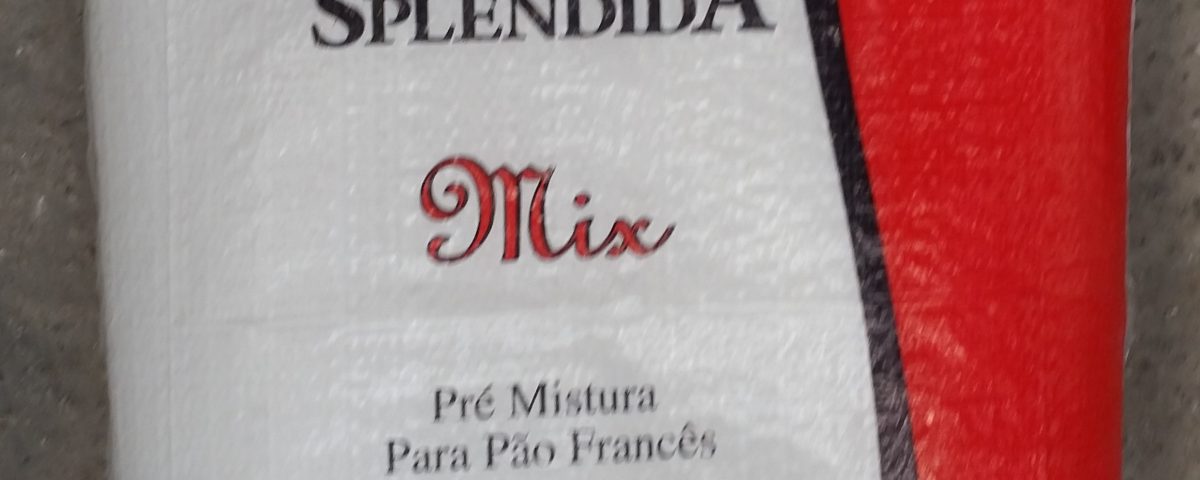 SPLENDIDA
Mix
Pré Mistura
Para Pão Francês